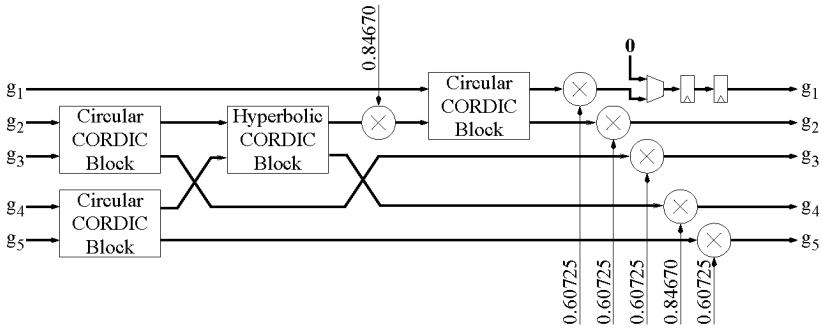 0.84670
0
g1
Circular
CORDIC
Block
g1
g2
Circular
CORDIC
Block
Hyperbolic
CORDIC
Block
g2
g3
g3
g4
Circular
CORDIC
Block
g4
g5
g5
0.60725
0.60725
0.60725
0.84670
0.60725